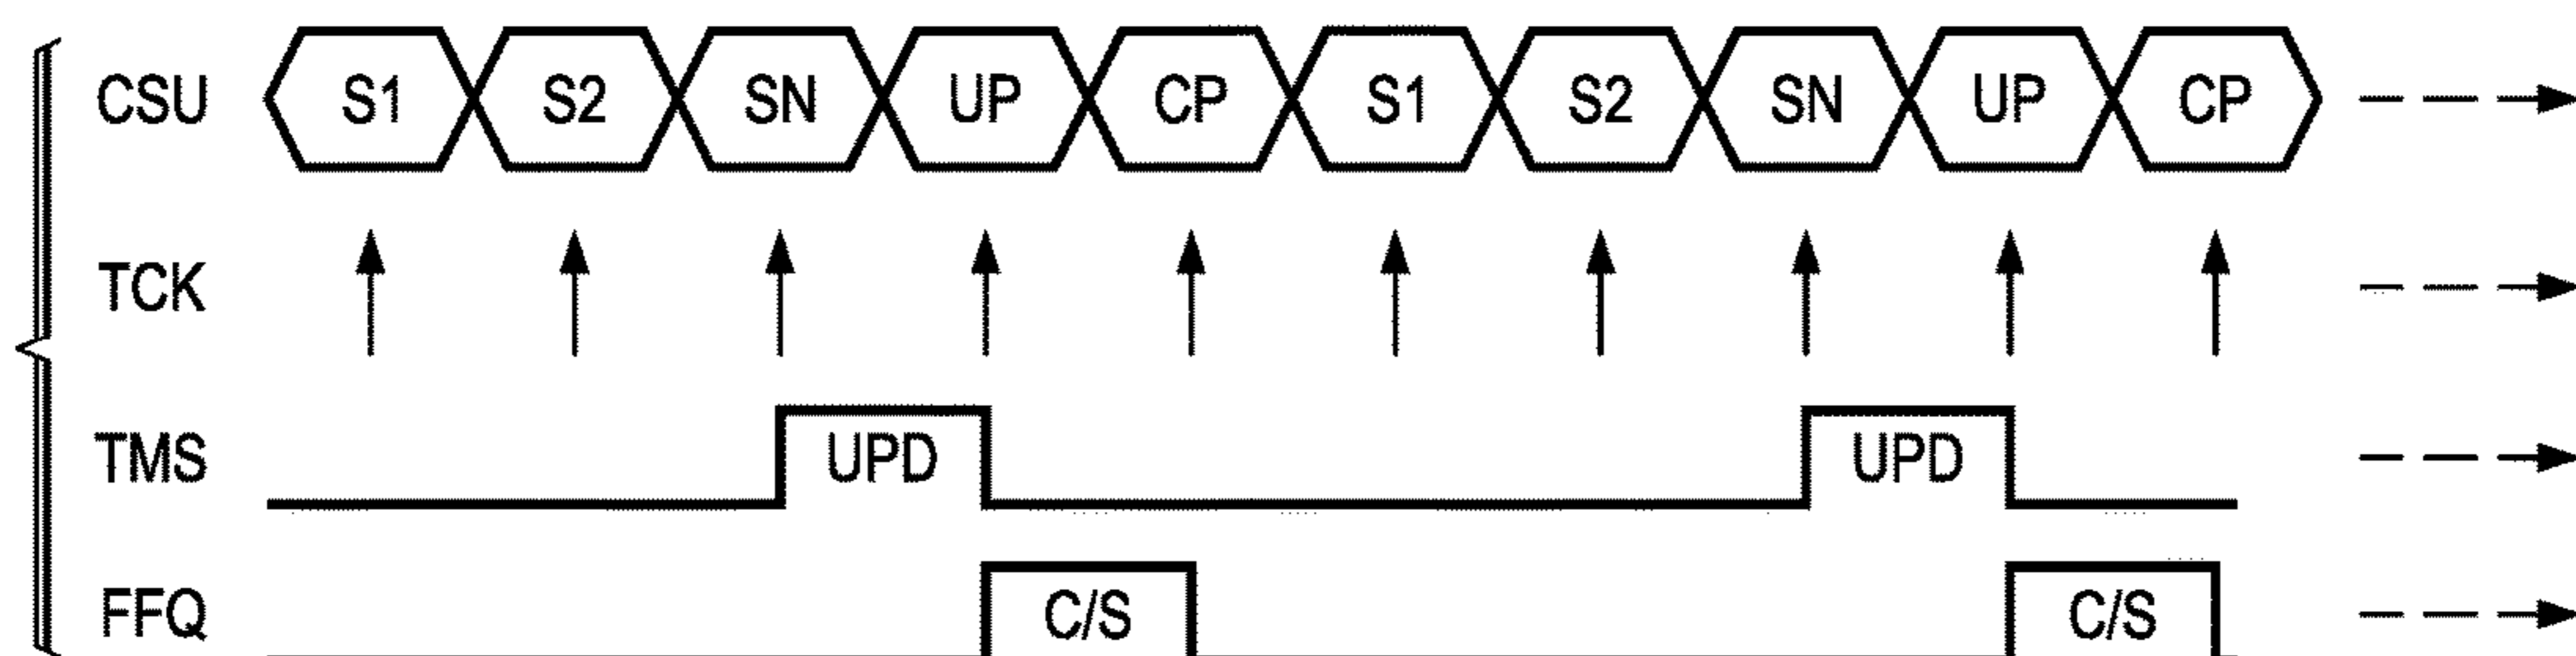 CSU S1 S2 SN UP CP S1 S2 SN UP CP
TCK
TMS UPD UPD
FFQ C/S C/S